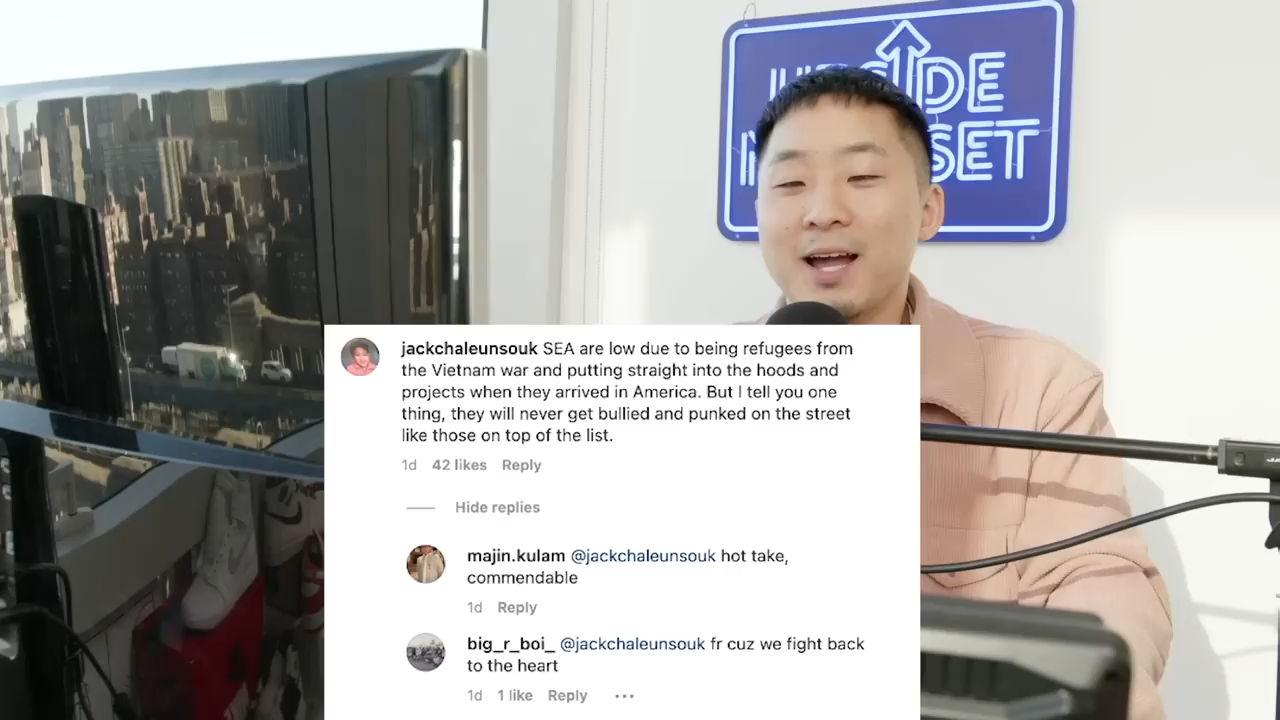 DE
SET
jackchaleunsouk SEA are low due to being refugees from
the Vietnam war and putting straight into the hoods and
projects when they arrived in America. But I tell you one
thing, they will never get bullied and punked on the street
like those on top of the list.
1d 42 likes Reply
Hide replies
majin.kulam @jackchaleunsouk hot take,
commendable
1d Reply
big_r_boi_ @jackchaleunsouk fr cuz we fight back
to the heart
1d 1 like Reply ...